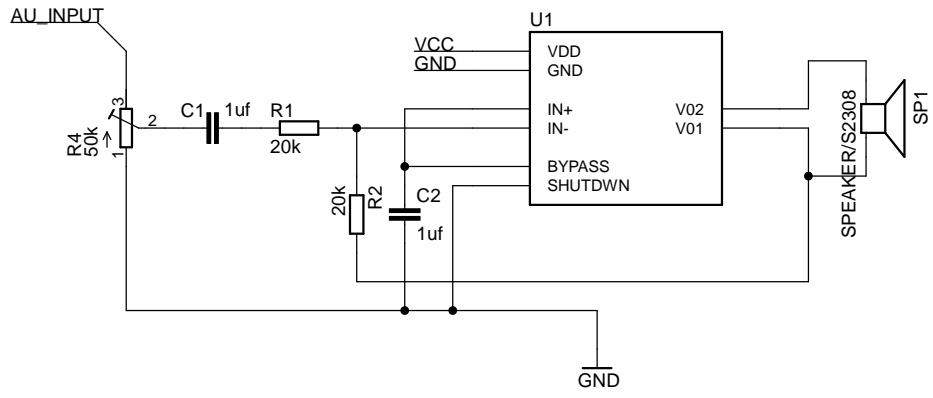 AU_INPUT
U1
VCC
VDD
GND
GND
3
C1
1uf
R1
IN+
V02
2
IN-
V01
R4
50k
20k
1
BYPASS
SHUTDWN
20k
R2
C2
1uf
SPEAKER/S2308
SP1
GND